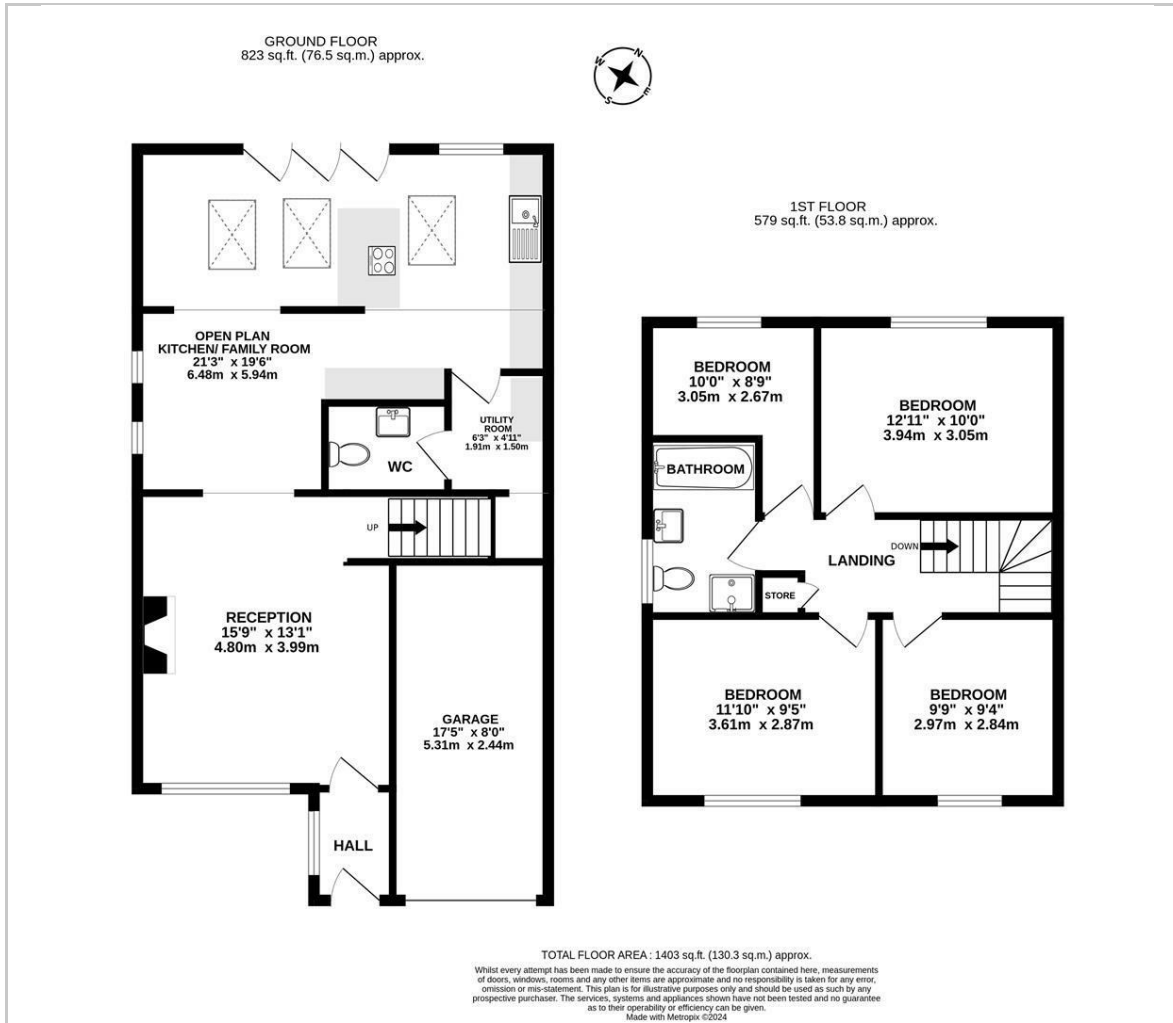 GROUND FLOOR
823 sq.ft. (76.5 sq.m.) approx.
N
W
E
S
1ST FLOOR
579 sq.ft. (53.8 sq.m.) approx.
OPEN PLAN
KITCHEN/ FAMILY ROOM
21'3" x 19'6"
6.48m x 5.94m
UTILITY
ROOM
6'3" x 4'11"
1.91m x 1.50m
WC
UP
RECEPTION
15'9" x 13'1"
4.80m x 3.99m
GARAGE
17'5" x 8'0"
5.31m x 2.44m
HALL
BEDROOM
10'0" x 8'9"
3.05m x 2.67m
BEDROOM
12'11" x 10'0"
3.94m x 3.05m
BATHROOM
DOWN
LANDING
STORE
BEDROOM
11'10" x 9'5"
3.61m x 2.87m
BEDROOM
9'9" x 9'4"
2.97m x 2.84m
TOTAL FLOOR AREA : 1403 sq.ft. (130.3 sq.m.) approx.
Whilst every attempt has been made to ensure the accuracy of the floorplan contained here, measurements
of doors, windows, rooms and any other items are approximate and no responsibility is taken for any error,
omission or mis-statement. This plan is for illustrative purposes only and should be used as such by any
prospective purchaser. The services, systems and appliances shown have not been tested and no guarantee
as to their operability or efficiency can be given.
Made with Metropix ©2024